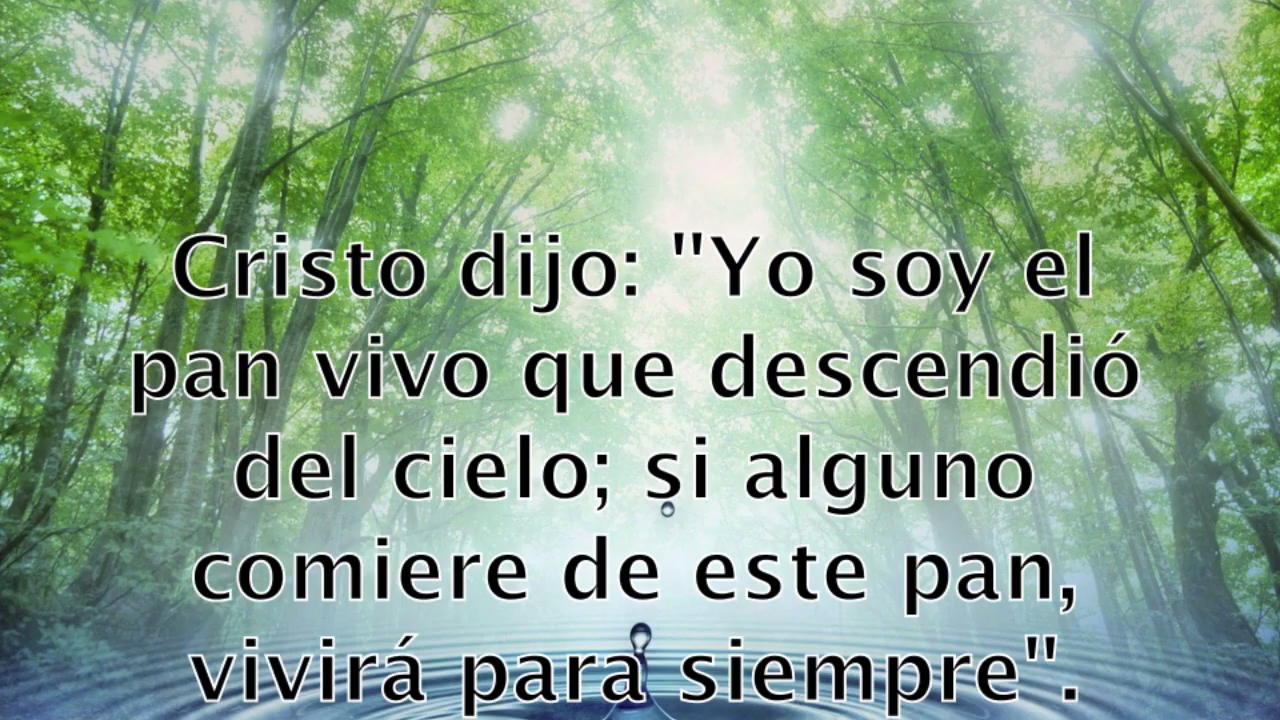 Cristo dijo: "Yo soy el
pan vivo que descendió
del cielo; si alguno
comiere de este pan,
vivirá para siempre".